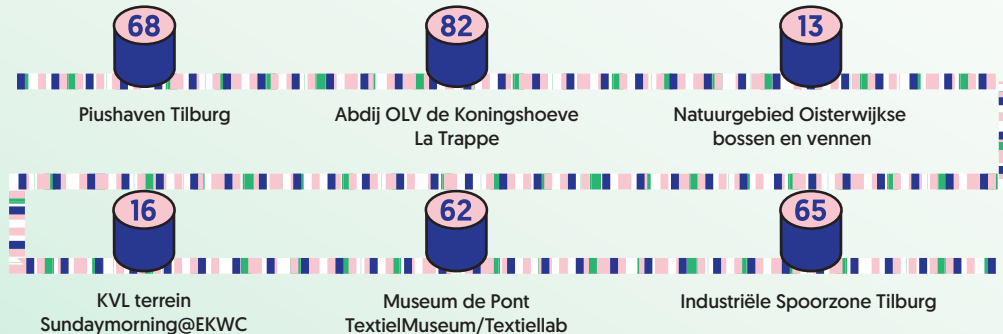 68
Piushaven Tilburg
82
Abdij OLV de Koningshoeve
La Trappe
13
Natuurgebied Oisterwijkse
bossen en vennen
16
KVL terrein
Sundaymorning@EKWC
62
Museum de Pont
TextielMuseum/Textiellab
65
Industriële Spoorzone Tilburg